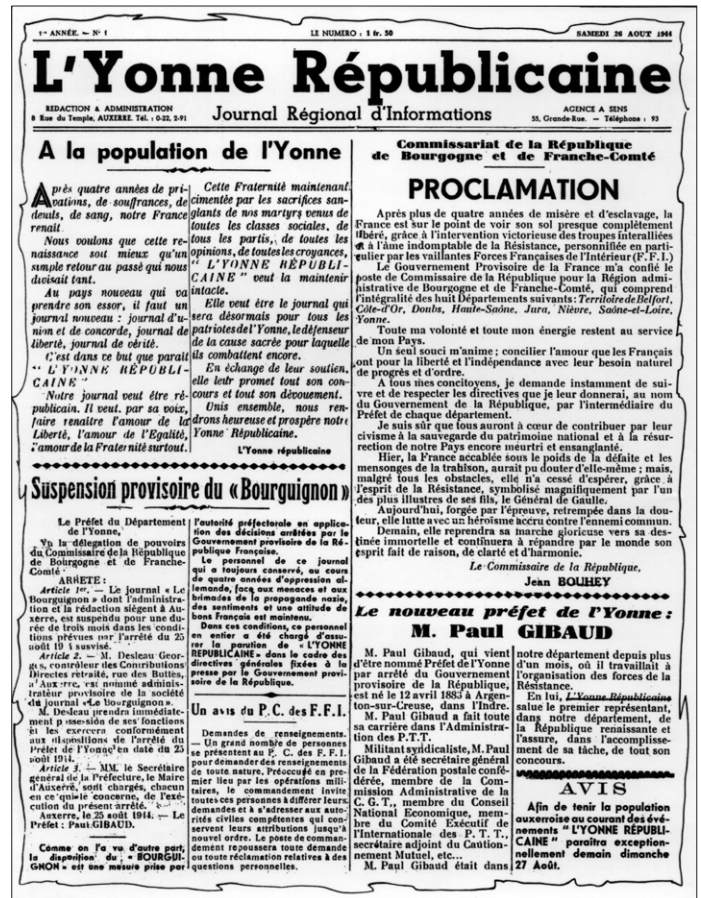 1re ANNÉE. — N° 1
LE NUMERO : 1 fr. 50
SAMEDI 26 AOUT 1944
L'Yonne Républicaine
REDACTION & ADMINISTRATION
8 Rue du Temple, AUXERRE. Tél. : 0-22, 2-91
Journal Régional d'Informations
AGENCE A SENS
55, Grande-Rue. — Téléphone : 93
A la population de l'Yonne
Après quatre années de pri-
vations, de souffrances, de
deuils, de sang, notre France
renaît.
Nous voulons que cette re-
naissance soit mieux qu'un
simple retour au passé qui nous
divisait tant.
Au pays nouveau qui va
prendre son essor, il faut un
journal nouveau : journal d'u-
nion et de concorde, journal de
liberté, journal de vérité.
C'est dans ce but que paraît
" L'YONNE RÉPUBLI-
CAINE "
Notre journal veut être ré-
publicain. Il veut, par sa voix,
faire renaître l'amour de la
Liberté, l'amour de l'Egalité,
l'amour de la Fraternité surtout.
Cette Fraternité maintenant
cimentée par les sacrifices san-
glants de nos martyrs venus de
toutes les classes sociales, de
tous les partis, de toutes les
opinions, de toutes les croyances,
" L'YONNE RÉPUBLI-
CAINE " veut la maintenir
intacte.
Elle veut être le journal qui
sera désormais pour tous les
patriotes de l'Yonne, le défenseur
de la cause sacrée pour laquelle
ils combattent encore.
En échange de leur soutien,
elle leur promet tout son con-
cours et tout son dévouement.
Unis ensemble, nous ren-
drons heureuse et prospère notre
Yonne Républicaine.
L'Yonne républicaine
Suspension provisoire du « Bourguignon »
Le Préfet du Département
de l'Yonne,
Vu la délégation de pouvoirs
du Commissaire de la République
de Bourgogne et de Franche-
Comté
ARRÊTE :
Article 1er. — Le journal « Le
Bourguignon » dont l'administra-
tion et la rédaction siègent à Au-
xerre, est suspendu pour une du-
rée de trois mois dans les condi-
tions prévues par l'arrêté du 25
août 19 4 susvisé.
Article 2. — M. Desleau Geor-
ges, contrôleur des Contributions
Directes retraité, rue des Buttes,
à Auxerre, est nommé adminis-
trateur provisoire de la société
du journal «Le Bourguignon».
M. Desleau prendra immédiate-
ment possession de ses fonctions
et les exercera conformément
aux dispositions de l'arrêté du
Préfet de l'Yonne en date du 25
août 1944.
Article 3. — MM. le Secrétaire
général de la Préfecture, le Maire
d'Auxerre, sont chargés, chacun
en ce qui le concerne, de l'exé-
cution du présent arrêté.
Auxerre, le 25 août 1944. — Le
Préfet : Paul GIBAUD.
Comme on l'a vu d'autre part,
la disparition du « BOURGUI-
GNON » est une mesure prise par
l'autorité préfectorale en applica-
tion des décisions arrêtées par le
Gouvernement provisoire de la Ré-
publique Française.
Le personnel de ce journal
qui a toujours conservé, au cours
de quatre années d'oppression al-
lemande, face aux menaces et aux
brimades de la propagande nazie,
des sentiments et une attitude de
bons Français est maintenu.
Dans ces conditions, ce personnel
en entier a été chargé d'assu-
rer la parution de « L'YONNE
REPUBLICAINE » dans le cadre des
directives générales fixées à la
presse par le Gouvernement provi-
soire de la République.
Un avis du P.C. des F.F.I.
Demandes de renseignements.
— Un grand nombre de personnes
se présentent au P. C. des F. F. I.
pour demander des renseignements
de toute nature. Préoccupé en pre-
mier lieu par les opérations mili-
taires, le commandement invite
toutes ces personnes à différer leurs
demandes et à s'adresser aux auto-
rités civiles compétentes qui con-
servent leurs attributions jusqu'à
nouvel ordre. Le poste de comman-
dement repoussera toute demande
ou toute réclamation relatives à des
questions personnelles.
Commissariat de la République
de Bourgogne et de Franche-Comté
PROCLAMATION
Après plus de quatre années de misère et d'esclavage, la
France est sur le point de voir son sol presque complètement
libéré, grâce à l'intervention victorieuse des troupes interalliées
et à l'âme indomptable de la Résistance, personnifiée en parti-
culier par les vaillantes Forces Françaises de l'Intérieur (F. F. I.)
Le Gouvernement Provisoire de la France m'a confié le
poste de Commissaire de la République pour la Région admi-
nistrative de Bourgogne et de Franche-Comté, qui comprend
l'intégralité des huit Départements suivants : Territoire de Belfort,
Côte-d'Or, Doubs, Haute-Saône, Jura, Nièvre, Saône-et-Loire,
Yonne.
Toute ma volonté et toute mon énergie restent au service
de mon Pays.
Un seul souci m'anime ; concilier l'amour que les Français
ont pour la liberté et l'indépendance avec leur besoin naturel
de progrès et d'ordre.
A tous mes concitoyens, je demande instamment de sui-
vre et de respecter les directives que je leur donnerai, au nom
du Gouvernement de la République, par l'intermédiaire du
Préfet de chaque département.
Je suis sûr que tous auront à cœur de contribuer par leur
civisme à la sauvegarde du patrimoine national et à la résur-
rection de notre Pays encore meurtri et ensanglanté.
Hier, la France accablée sous le poids de la défaite et les
mensonges de la trahison, aurait pu douter d'elle-même ; mais,
malgré tous les obstacles, elle n'a cessé d'espérer, grâce à
l'esprit de la Résistance, symbolisé magnifiquement par l'un
des plus illustres de ses fils, le Général de Gaulle.
Aujourd'hui, forgée par l'épreuve, retrempée dans la dou-
leur, elle lutte avec un héroïsme accru contre l'ennemi commun.
Demain, elle reprendra sa marche glorieuse vers sa des-
tinée immortelle et continuera à répandre par le monde son
esprit fait de raison, de clarté et d'harmonie.
Le Commissaire de la République,
Jean BOUHEY
Le nouveau préfet de l'Yonne :
M. Paul GIBAUD
M. Paul Gibaud, qui vient
d'être nommé Préfet de l'Yonne
par arrêté du Gouvernement
provisoire de la République,
est né le 12 avril 1883 à Argen-
ton-sur-Creuse, dans l'Indre.
M. Paul Gibaud a fait toute
sa carrière dans l'Administra-
tion des P.T.T.
Militant syndicaliste, M. Paul
Gibaud a été secrétaire général
de la Fédération postale confé-
dérée, membre de la Com-
mission Administrative de la
C. G. T., membre du Conseil
National Economique, mem-
bre du Comité Exécutif de
l'Internationale des P. T. T.,
secrétaire adjoint du Caution-
nement Mutuel, etc...
M. Paul Gibaud était dans
notre département depuis plus
d'un mois, où il travaillait à
l'organisation des forces de la
Résistance.
En lui, L'Yonne Républicaine
salue le premier représentant,
dans notre département, de
la République renaissante et
l'assure, dans l'accomplisse-
ment de sa tâche, de tout son
concours.
AVIS
Afin de tenir la population
auxerroise au courant des évé-
nements " L'YONNE RÉPUBLI-
CAINE " paraîtra exception-
nellement demain dimanche
27 Août.